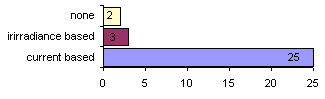 none 2
irirradiance based 3
current based 25
0 5 10 15 20 25